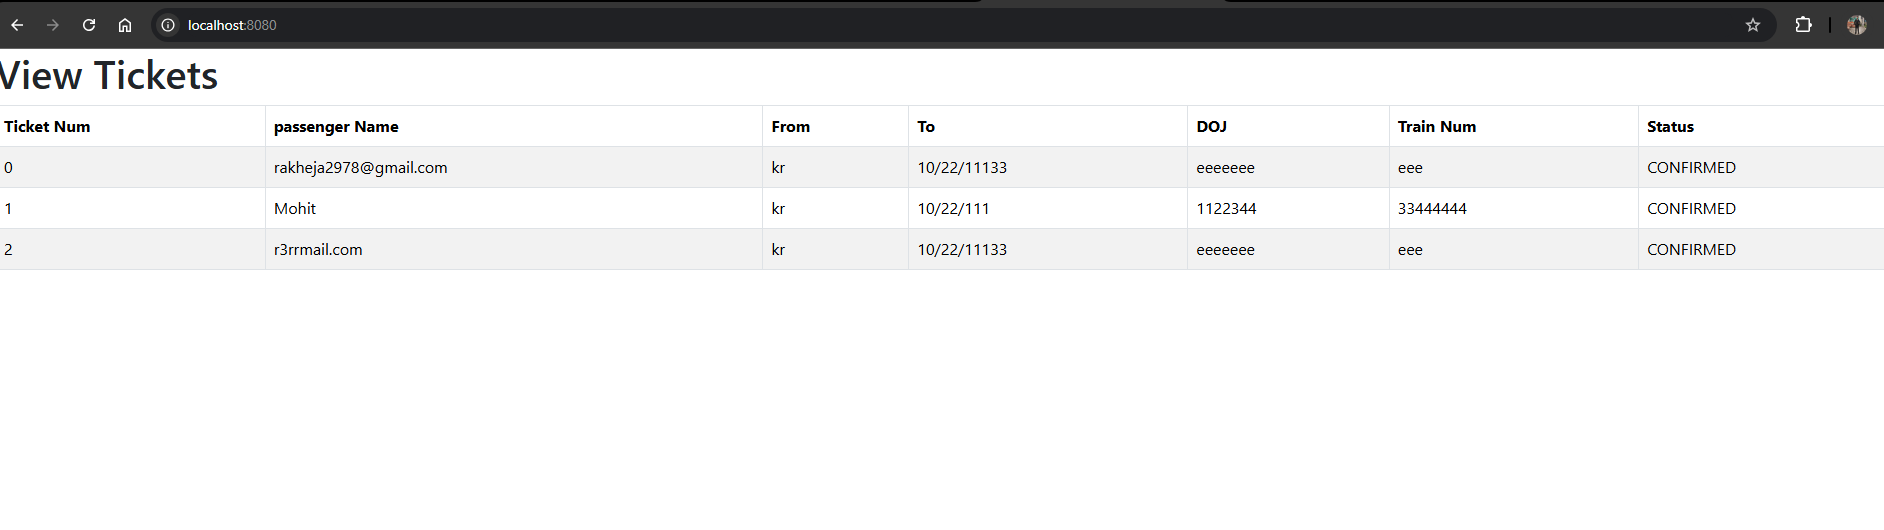 localhost:8080
View Tickets
Ticket Num passenger Name From To DOJ Train Num Status
0 rakheja2978@gmail.com kr 10/22/11133 eeeeeee eee CONFIRMED
1 Mohit kr 10/22/111 1122344 33444444 CONFIRMED
2 r3rrmail.com kr 10/22/11133 eeeeeee eee CONFIRMED